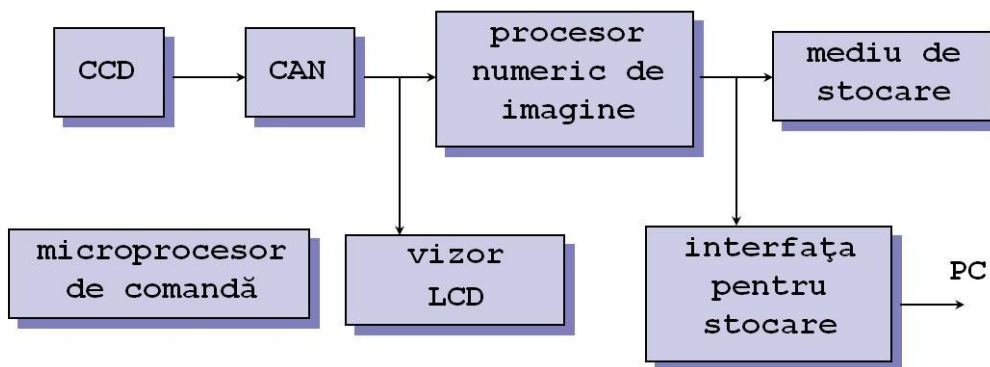 CCD
CAN
procesor
numeric de
imagine
mediu de
stocare
microprocesor
de comandă
vizor
LCD
interfaţa
pentru
stocare
PC